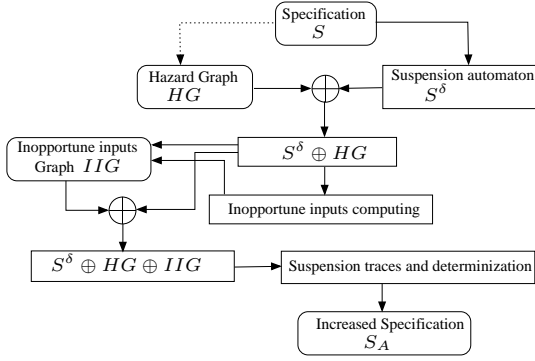 Specification
S
Hazard Graph
HG
Suspension automaton
S^δ
Inopportune inputs
Graph IIG
S^δ ⊕ HG
Inopportune inputs computing
S^δ ⊕ HG ⊕ IIG
Suspension traces and determinization
Increased Specification
S_A